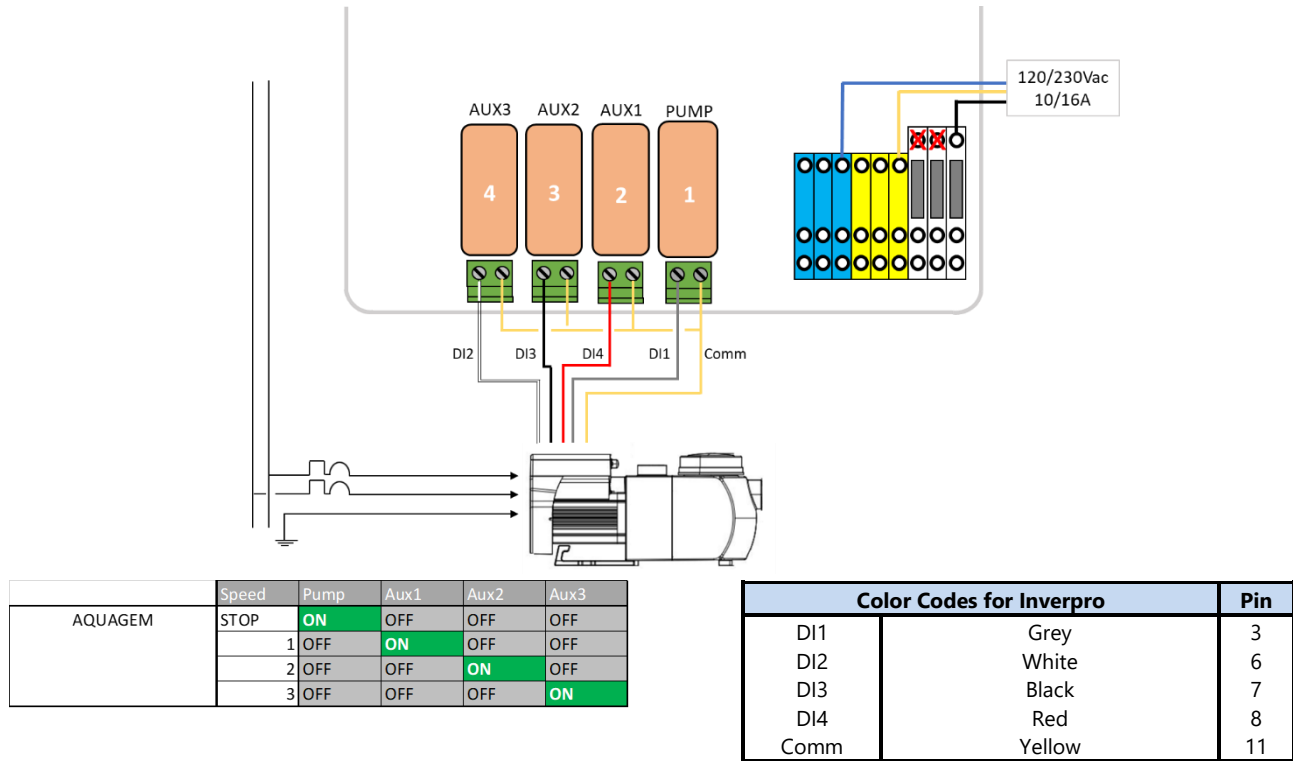 120/230Vac
10/16A
AUX3 AUX2 AUX1 PUMP
4 3 2 1
DI2 DI3 DI4 DI1 Comm
Speed Pump Aux1 Aux2 Aux3
AQUAGEM STOP ON OFF OFF OFF
1 OFF ON OFF OFF
2 OFF OFF ON OFF
3 OFF OFF OFF ON
Color Codes for Inverpro Pin
DI1 Grey 3
DI2 White 6
DI3 Black 7
DI4 Red 8
Comm Yellow 11